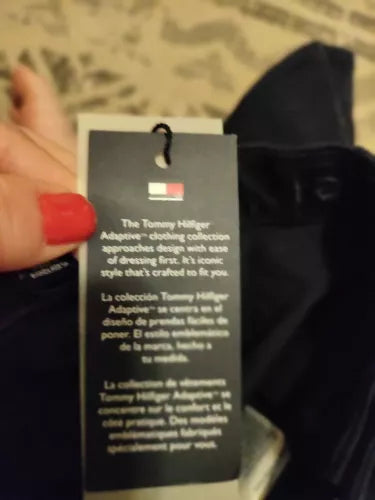 The Tommy Hilfiger
Adaptive™ clothing collection
approaches design with ease
of dressing first. It's iconic
style that's crafted to fit you.
La colección Tommy Hilfiger
Adaptive™ se centra en el
diseño de prendas fáciles de
poner. El estilo emblemático
de la marca, hecho a
tu medida.
La collection de vêtements
Tommy Hilfiger Adaptive™ se
concentre sur le confort et le
côté pratique. Des modèles
emblématiques fabriqués
spécialement pour vous.